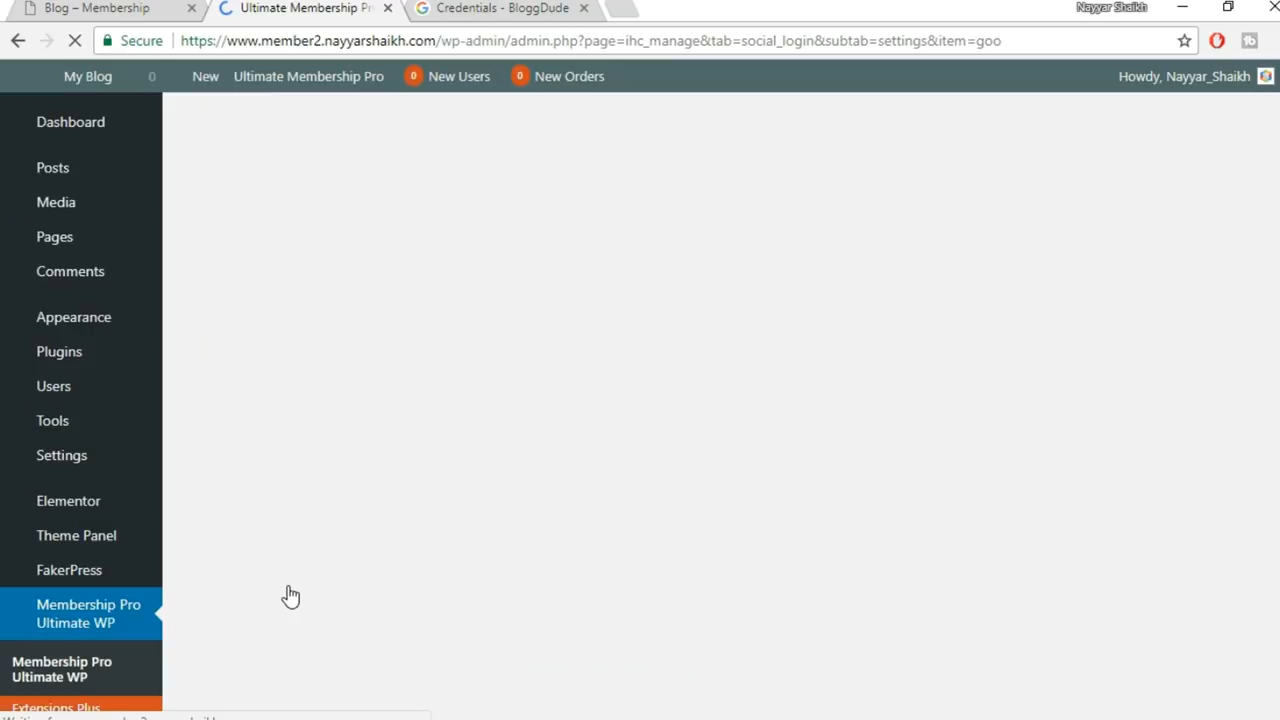 Blog – Membership
Ultimate Membership Pr
Credentials - BloggDude
Nayyar Shaikh
Secure
https://www.member2.nayyarshaikh.com/wp-admin/admin.php?page=ihc_manage&tab=social_login&subtab=settings&item=goo
My Blog
0
New
Ultimate Membership Pro
0 New Users
0 New Orders
Howdy, Nayyar_Shaikh
Dashboard
Posts
Media
Pages
Comments
Appearance
Plugins
Users
Tools
Settings
Elementor
Theme Panel
FakerPress
Membership Pro
Ultimate WP
Membership Pro
Ultimate WP
Extensions Plus